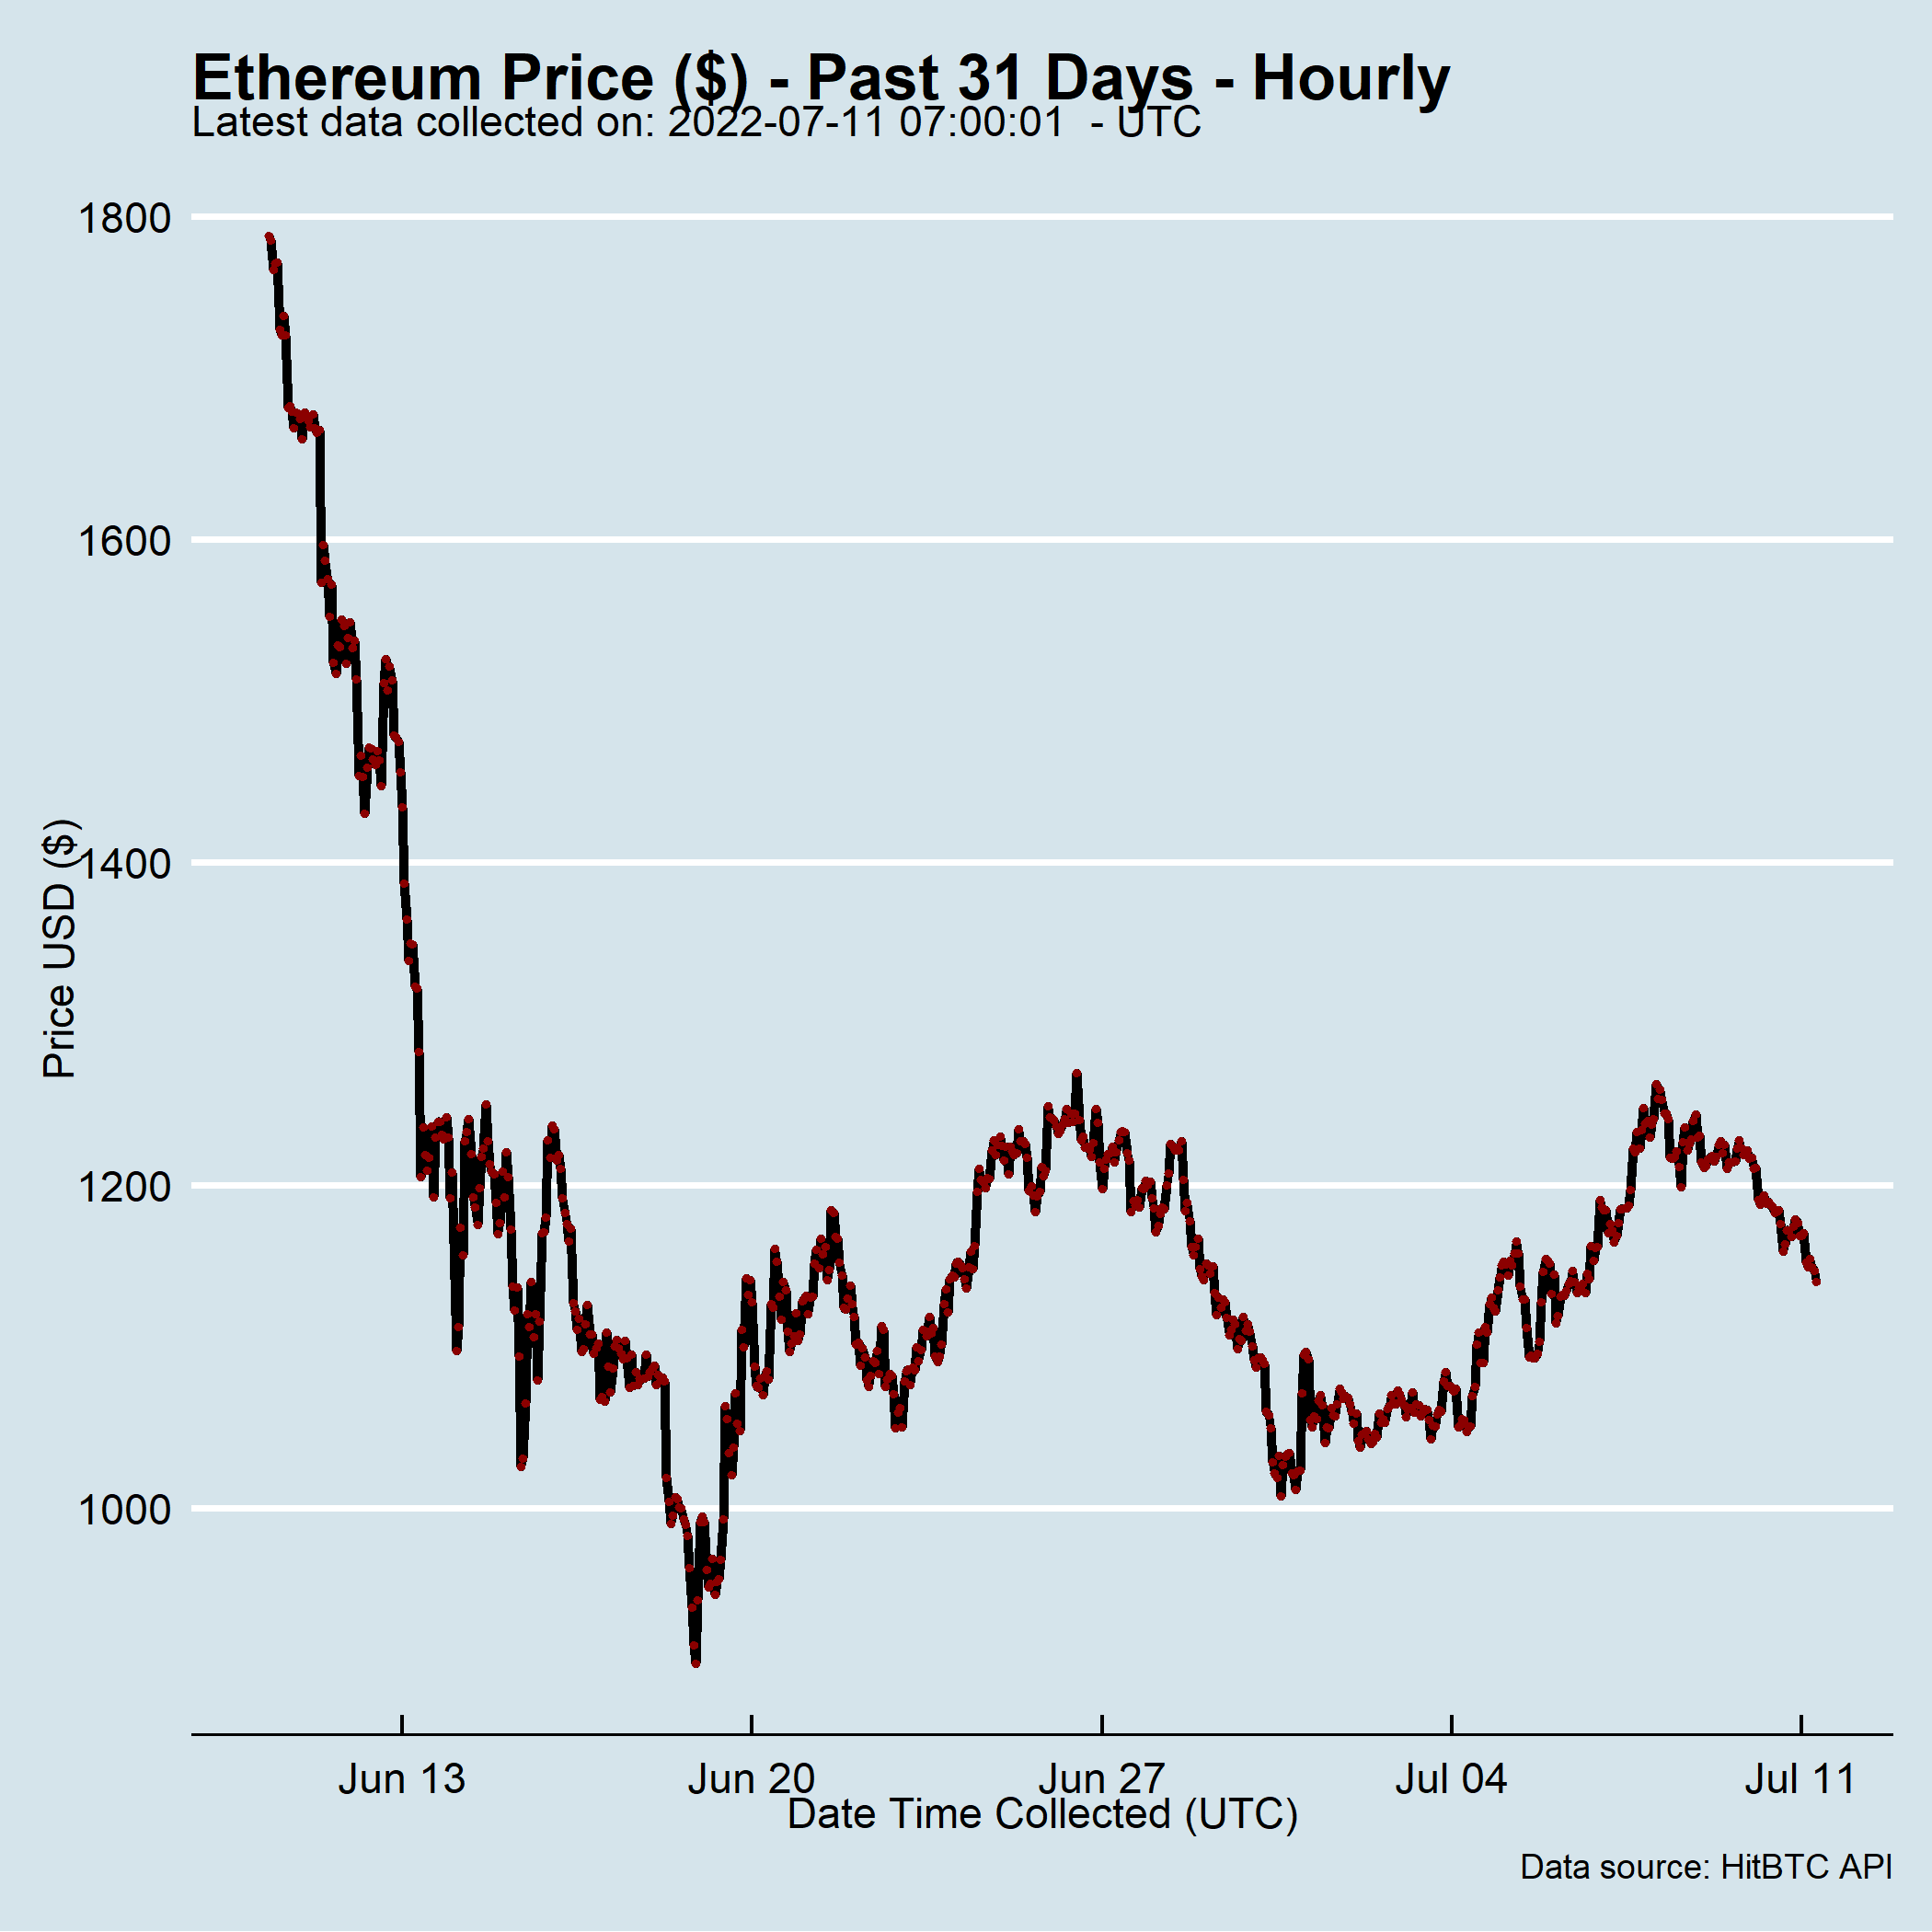 Ethereum Price ($) - Past 31 Days - Hourly
Latest data collected on: 2022-07-11 07:00:01  - UTC
1800
1600
1400
1200
1000
Price USD ($)
Jun 13
Jun 20
Jun 27
Jul 04
Jul 11
Date Time Collected (UTC)
Data source: HitBTC API